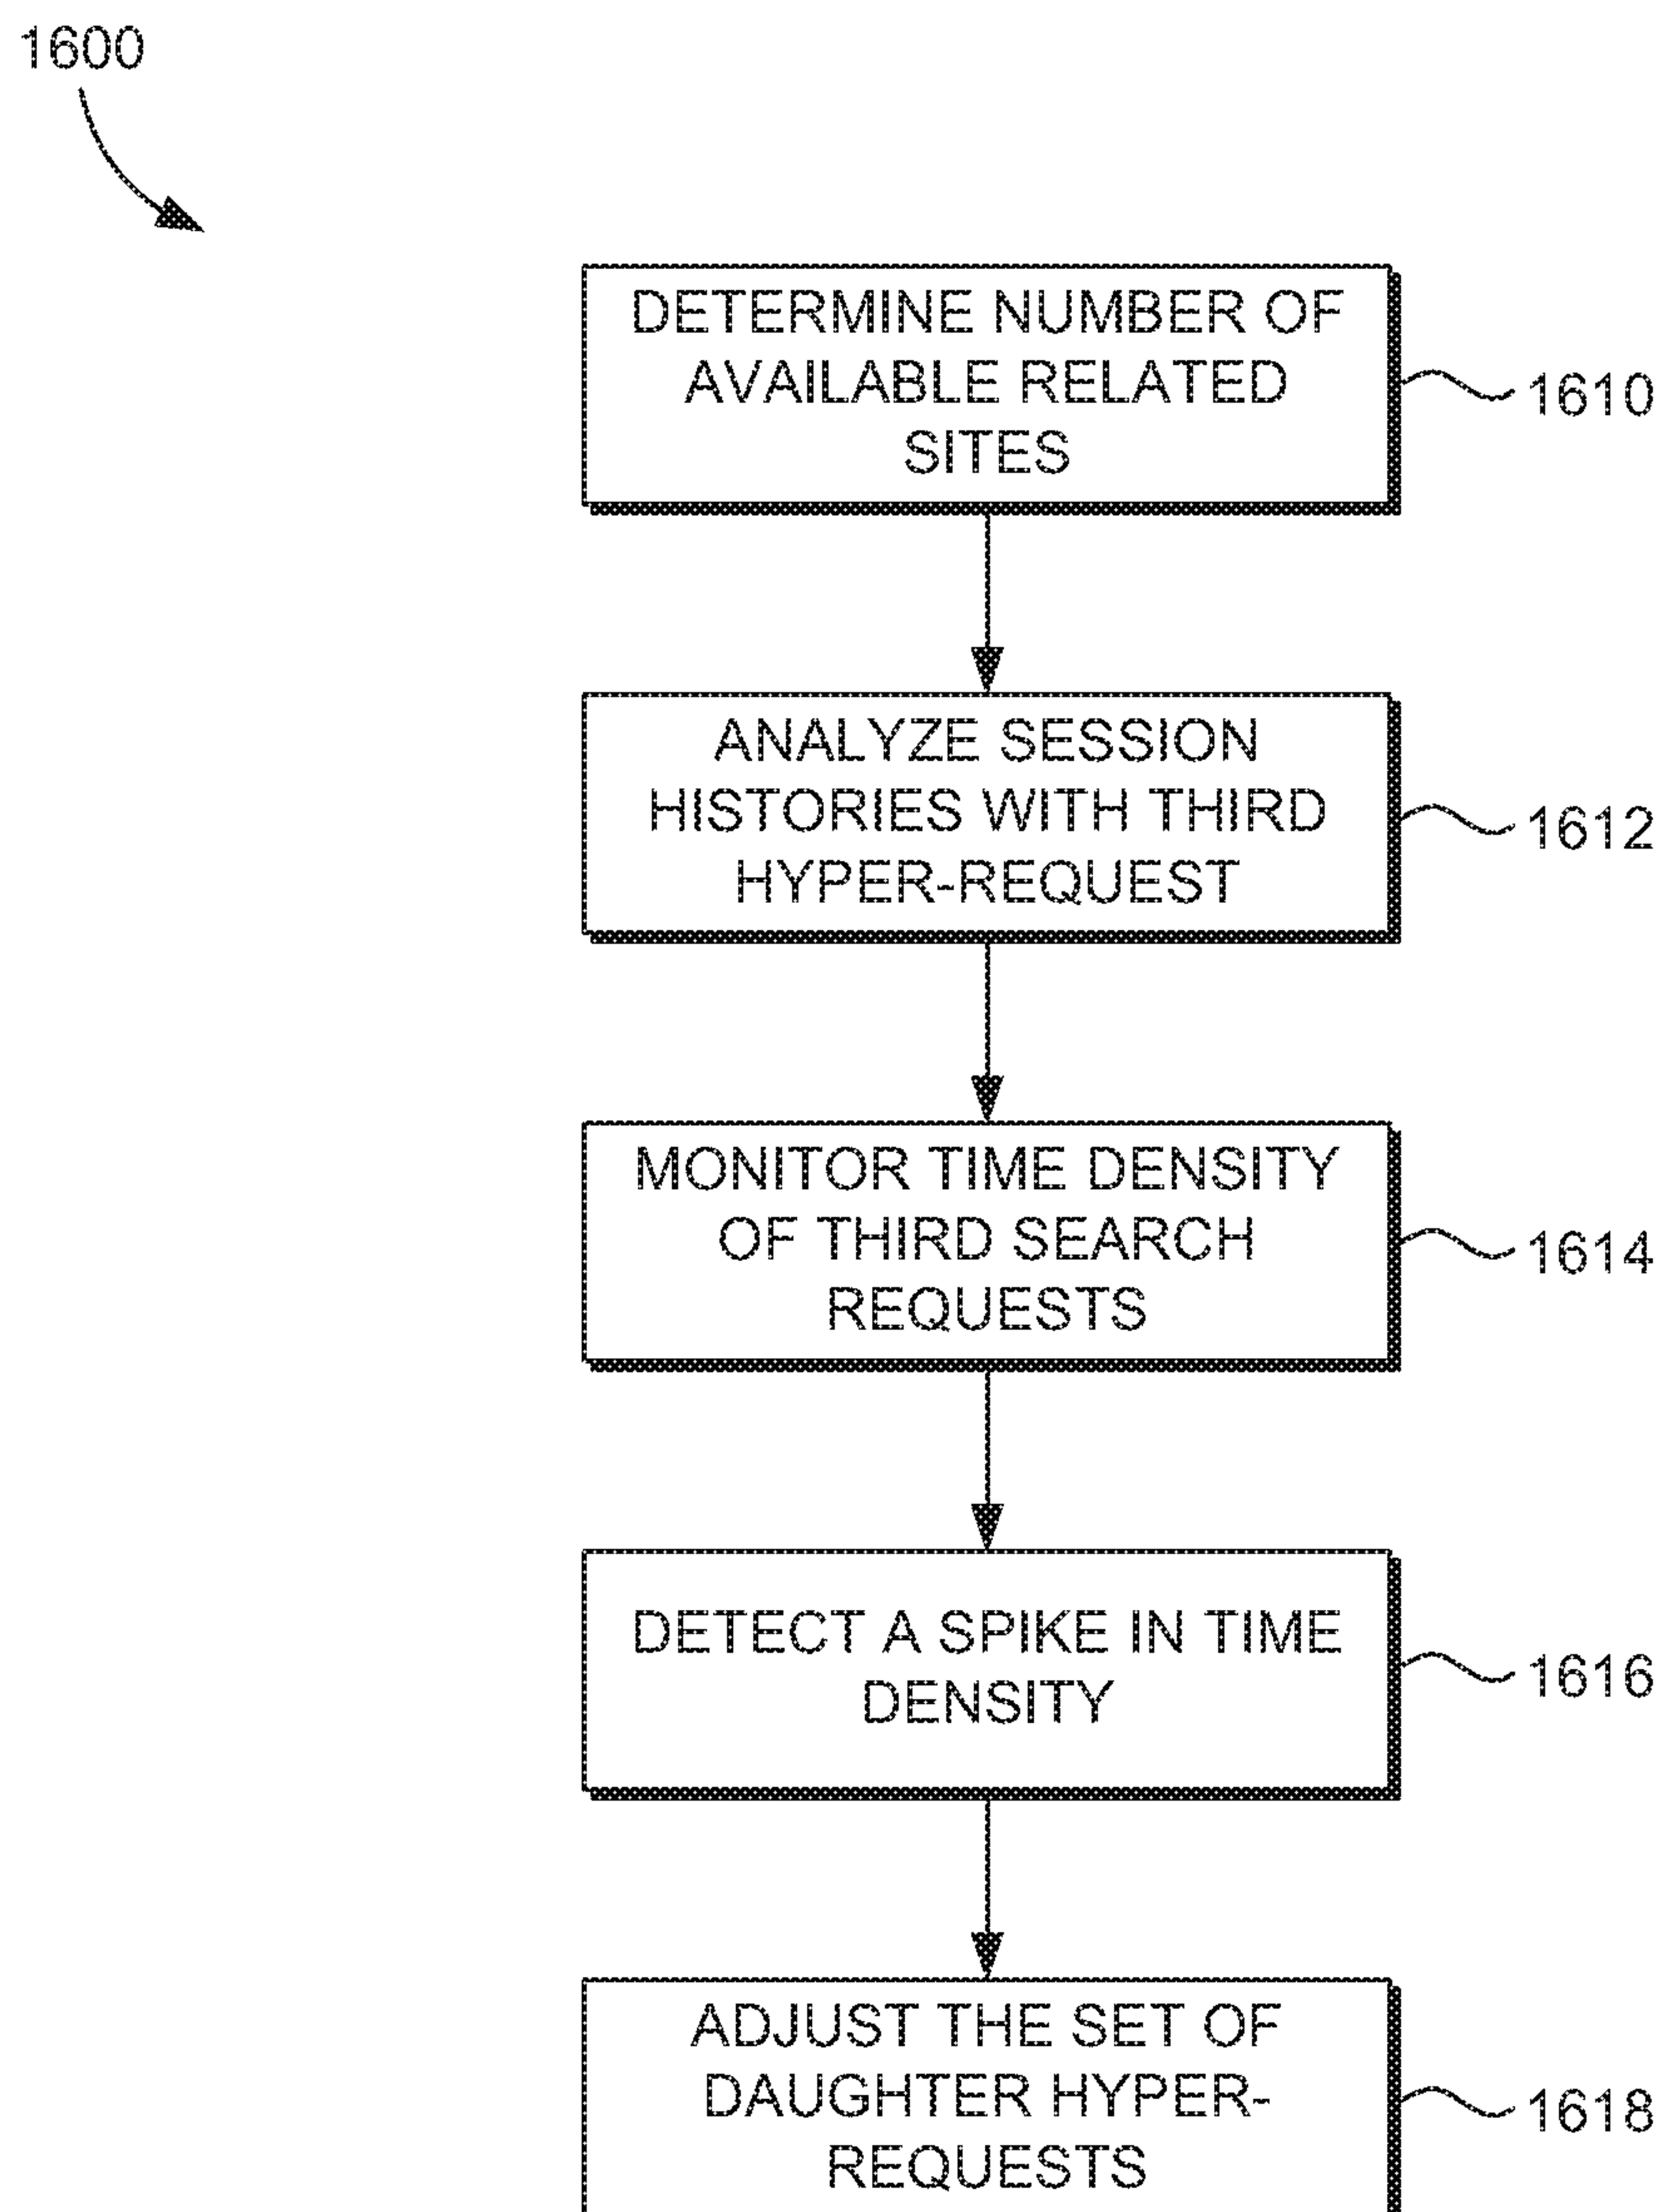 1600
DETERMINE NUMBER OF
AVAILABLE RELATED
SITES
1610
ANALYZE SESSION
HISTORIES WITH THIRD
HYPER-REQUEST
1612
MONITOR TIME DENSITY
OF THIRD SEARCH
REQUESTS
1614
DETECT A SPIKE IN TIME
DENSITY
1616
ADJUST THE SET OF
DAUGHTER HYPER-
REQUESTS
1618